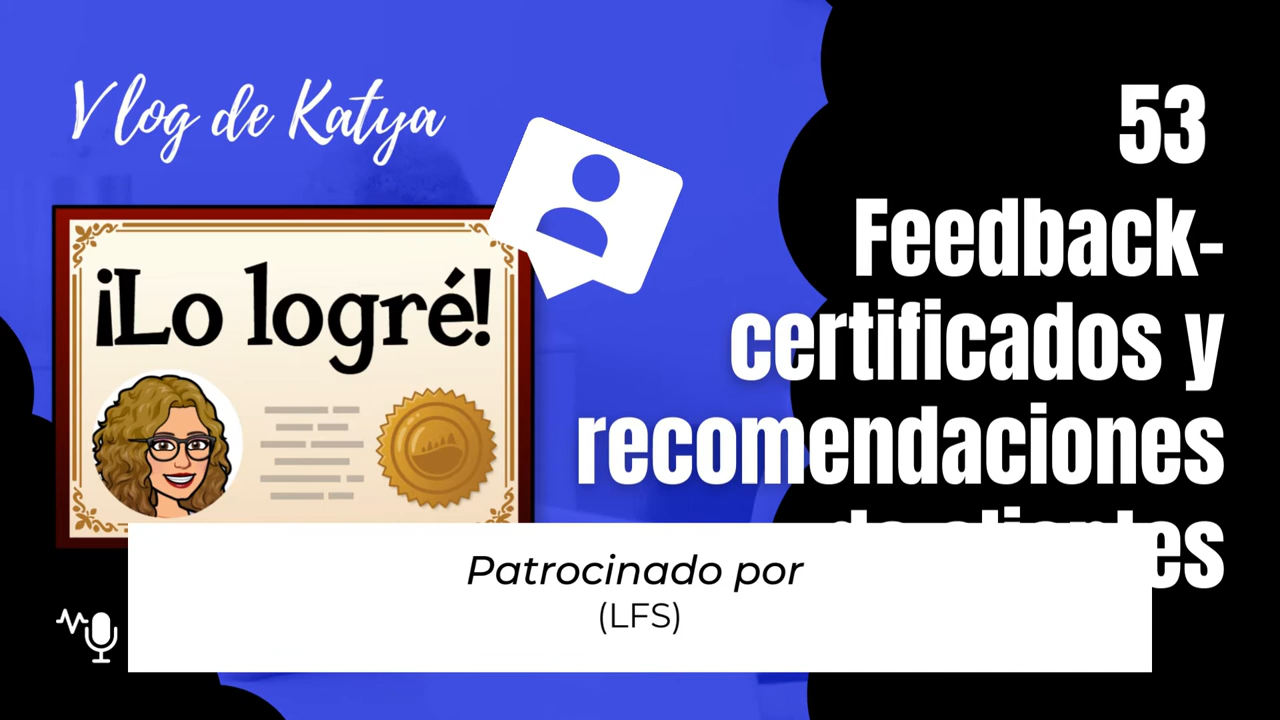 Vlog de Katya
¡Lo logré!
53
Feedback-
certificados y
recomendaciones
Patrocinado por
(LFS)